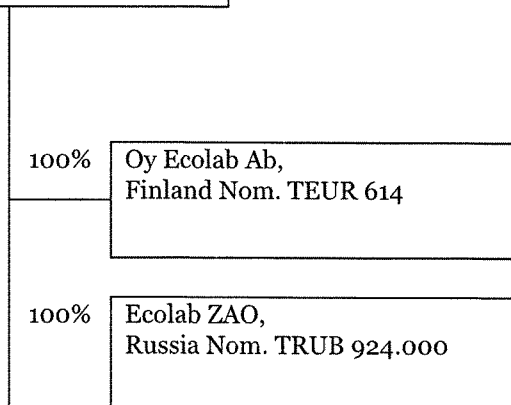 100% Oy Ecolab Ab,
Finland Nom. TEUR 614
100% Ecolab ZAO,
Russia Nom. TRUB 924.000